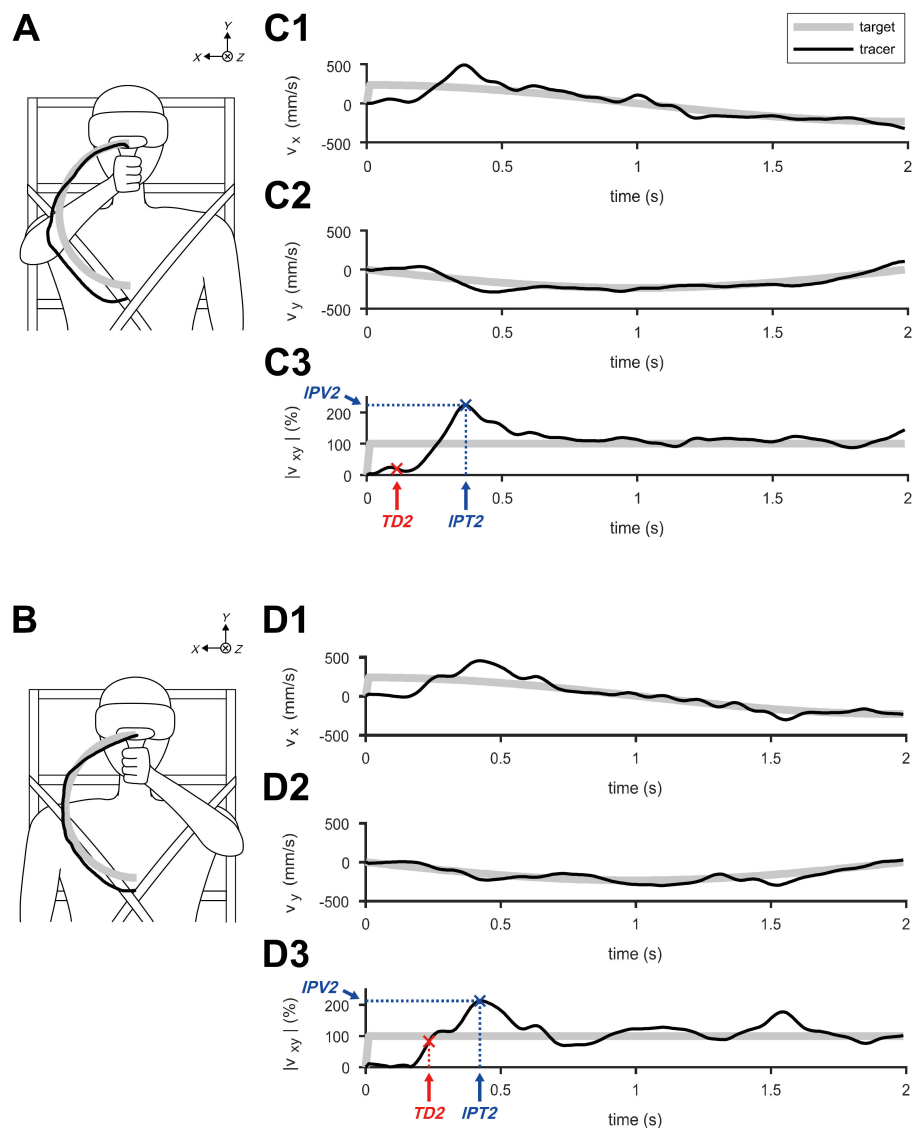 A
Y
X
Z
C1
target
tracer
500
0
-500
v x (mm/s)
0
0.5
1
1.5
2
time (s)
C2
500
0
-500
v y (mm/s)
0
0.5
1
1.5
2
time (s)
C3
IPV2
200
100
0
|v xy | (%)
0
0.5
1
1.5
2
time (s)
TD2
IPT2
B
Y
X
Z
D1
500
0
-500
v x (mm/s)
0
0.5
1
1.5
2
time (s)
D2
500
0
-500
v y (mm/s)
0
0.5
1
1.5
2
time (s)
D3
IPV2
200
100
0
|v xy | (%)
0
0.5
1
1.5
2
time (s)
TD2
IPT2